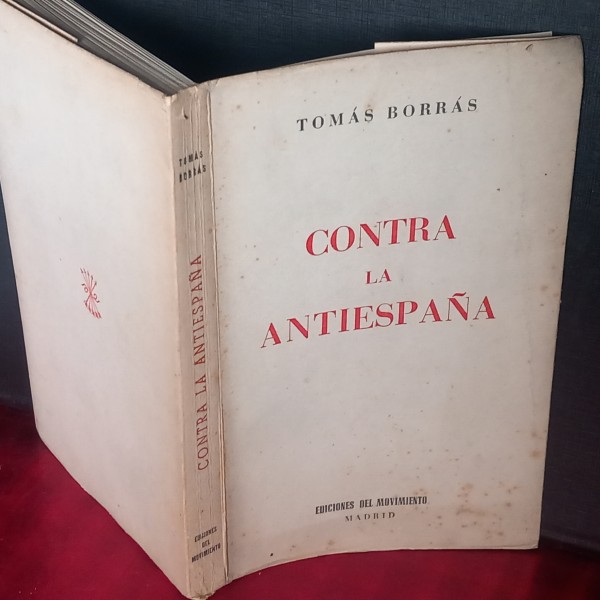 TOMÁS BORRÁS
CONTRA
LA
ANTIESPAÑA
EDICIONES DEL MOVIMIENTO
MADRID
TOMÁS
BORRÁS
CONTRA LA ANTIESPAÑA
EDICIONES
DEL
MOVIMIENTO